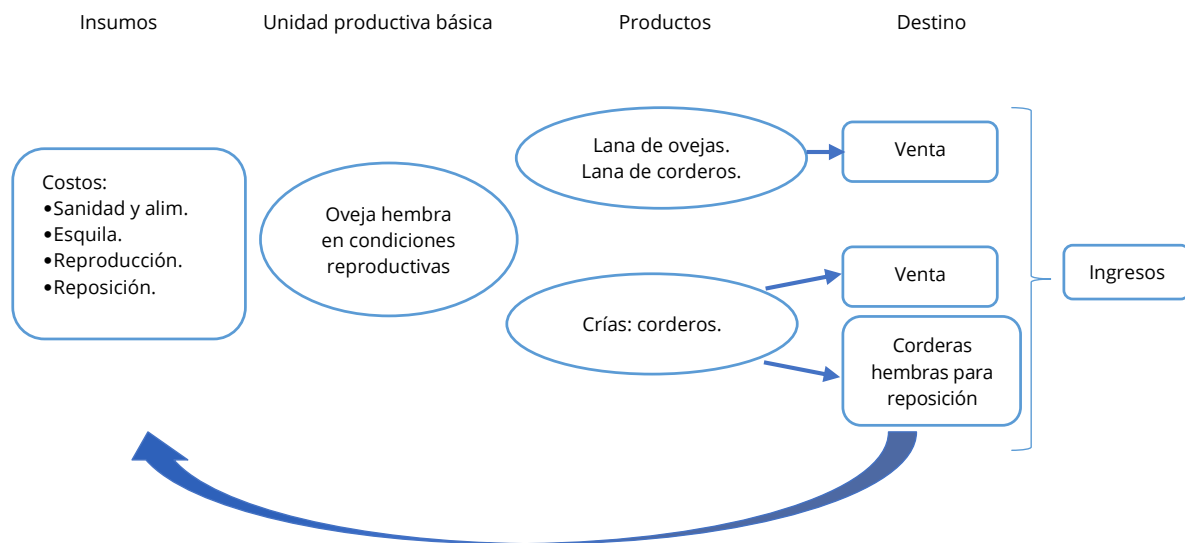 Insumos
Unidad productiva básica
Productos
Destino
Costos:
•Sanidad y alim.
•Esquila.
•Reproducción.
•Reposición.
Oveja hembra
en condiciones
reproductivas
Lana de ovejas.
Lana de corderos.
Venta
Crías: corderos.
Venta
Corderas
hembras para
reposición
Ingresos